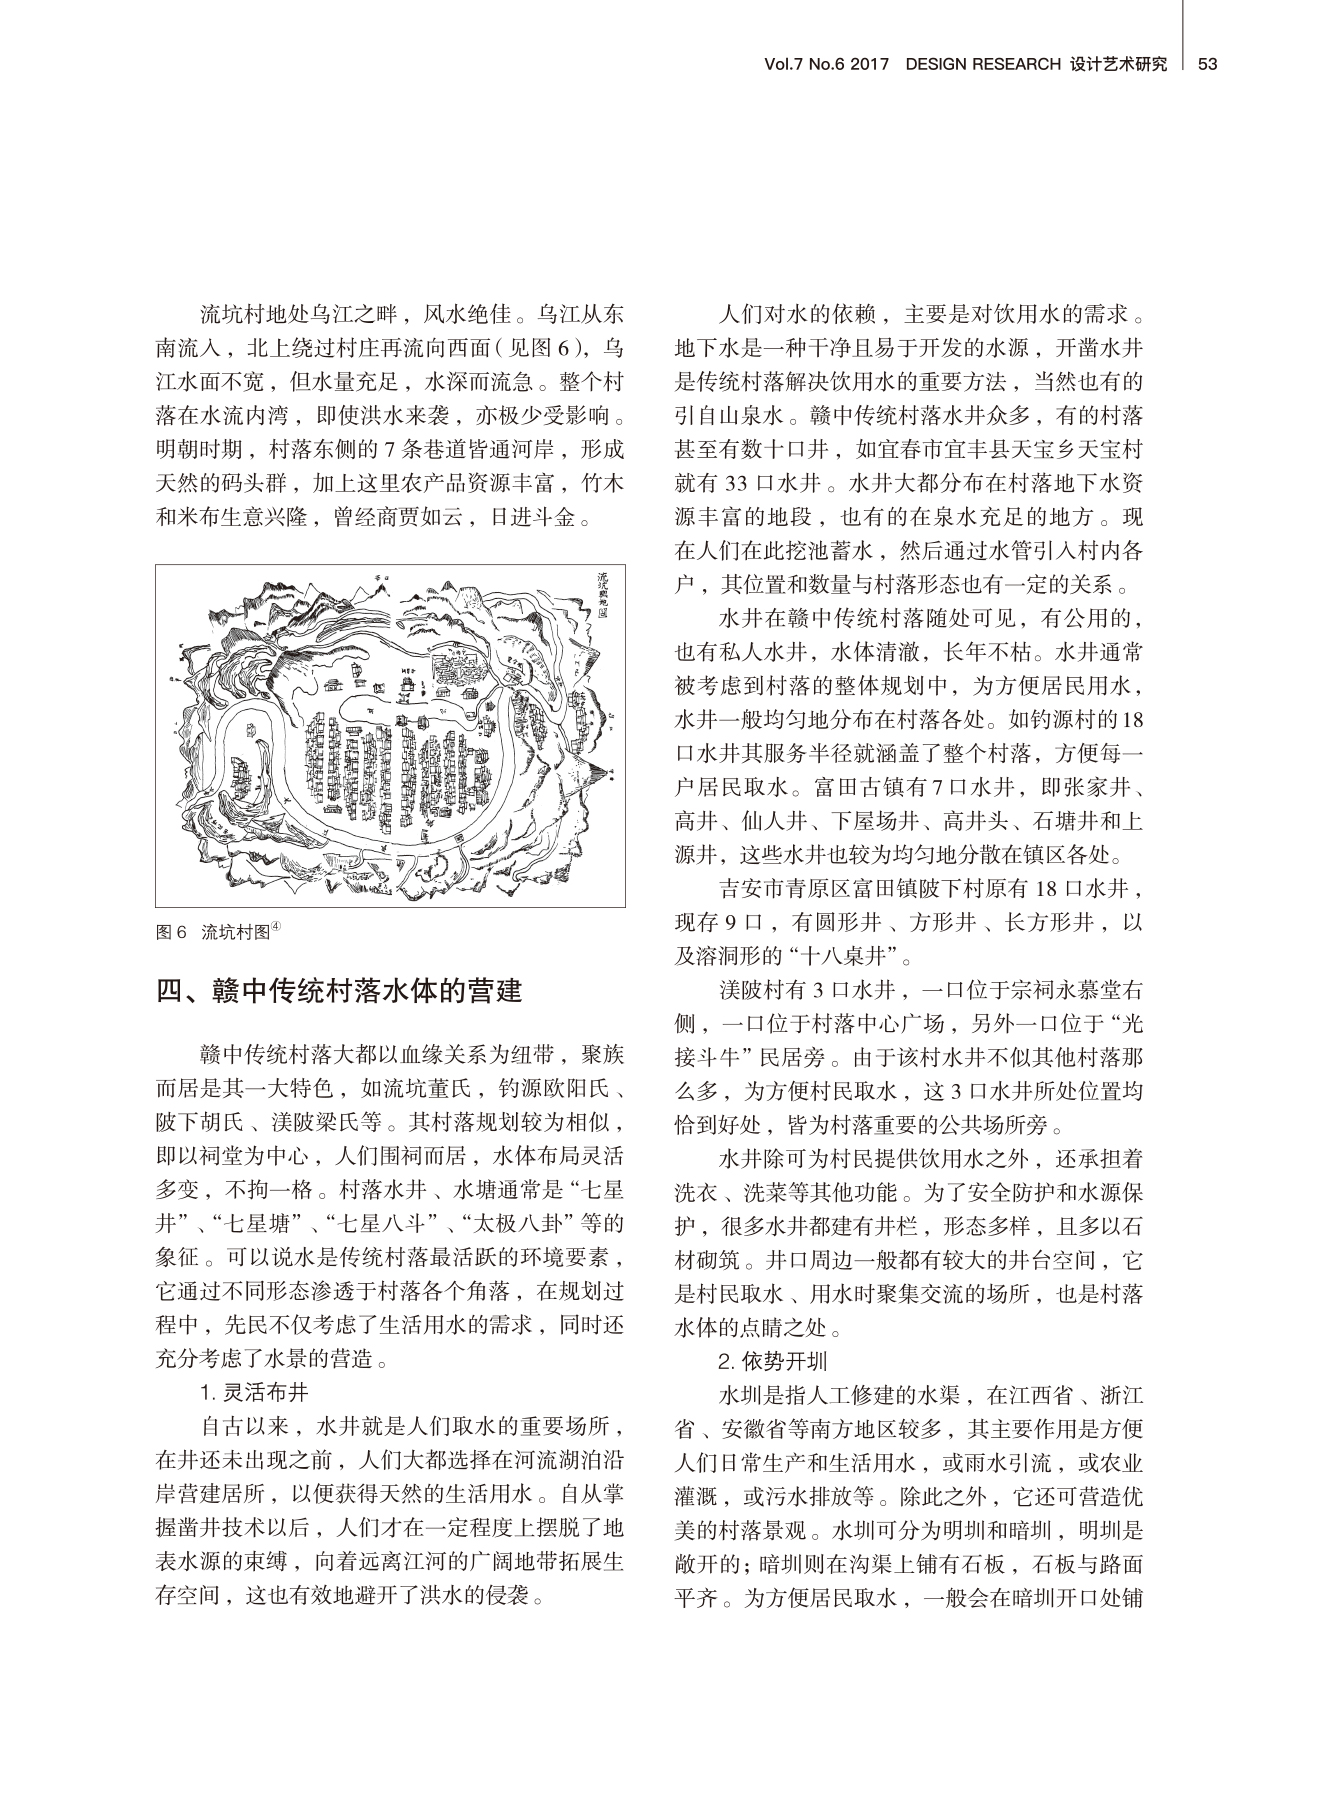 Vol.7 No.6 2017 DESIGN RESEARCH 设计艺术研究 53
流坑村地处乌江之畔，风水绝佳。乌江从东
南流入，北上绕过村庄再流向西面（见图 6），乌
江水面不宽，但水量充足，水深而流急。整个村
落在水流内湾，即使洪水来袭，亦极少受影响。
明朝时期，村落东侧的 7 条巷道皆通河岸，形成
天然的码头群，加上这里农产品资源丰富，竹木
和米布生意兴隆，曾经商贾如云，日进斗金。
流坑舆地图
图 6 流坑村图④
四、赣中传统村落水体的营建
赣中传统村落大都以血缘关系为纽带，聚族
而居是其一大特色，如流坑董氏，钓源欧阳氏、
陂下胡氏、渼陂梁氏等。其村落规划较为相似，
即以祠堂为中心，人们围祠而居，水体布局灵活
多变，不拘一格。村落水井、水塘通常是“七星
井”、“七星塘”、“七星八斗”、“太极八卦”等的
象征。可以说水是传统村落最活跃的环境要素，
它通过不同形态渗透于村落各个角落，在规划过
程中，先民不仅考虑了生活用水的需求，同时还
充分考虑了水景的营造。
1. 灵活布井
自古以来，水井就是人们取水的重要场所，
在井还未出现之前，人们大都选择在河流湖泊沿
岸营建居所，以便获得天然的生活用水。自从掌
握凿井技术以后，人们才在一定程度上摆脱了地
表水源的束缚，向着远离江河的广阔地带拓展生
存空间，这也有效地避开了洪水的侵袭。
人们对水的依赖，主要是对饮用水的需求。
地下水是一种干净且易于开发的水源，开凿水井
是传统村落解决饮用水的重要方法，当然也有的
引自山泉水。赣中传统村落水井众多，有的村落
甚至有数十口井，如宜春市宜丰县天宝乡天宝村
就有 33 口水井。水井大都分布在村落地下水资
源丰富的地段，也有的在泉水充足的地方。现
在人们在此挖池蓄水，然后通过水管引入村内各
户，其位置和数量与村落形态也有一定的关系。
水井在赣中传统村落随处可见，有公用的，
也有私人水井，水体清澈，长年不枯。水井通常
被考虑到村落的整体规划中，为方便居民用水，
水井一般均匀地分布在村落各处。如钓源村的 18
口水井其服务半径就涵盖了整个村落，方便每一
户居民取水。富田古镇有 7 口水井，即张家井、
高井、仙人井、下屋场井、高井头、石塘井和上
源井，这些水井也较为均匀地分散在镇区各处。
吉安市青原区富田镇陂下村原有 18 口水井，
现存 9 口，有圆形井、方形井、长方形井，以
及溶洞形的“十八桌井”。
渼陂村有 3 口水井，一口位于宗祠永慕堂右
侧，一口位于村落中心广场，另外一口位于“光
接斗牛”民居旁。由于该村水井不似其他村落那
么多，为方便村民取水，这 3 口水井所处位置均
恰到好处，皆为村落重要的公共场所旁。
水井除可为村民提供饮用水之外，还承担着
洗衣、洗菜等其他功能。为了安全防护和水源保
护，很多水井都建有井栏，形态多样，且多以石
材砌筑。井口周边一般都有较大的井台空间，它
是村民取水、用水时聚集交流的场所，也是村落
水体的点睛之处。
2. 依势开圳
水圳是指人工修建的水渠，在江西省、浙江
省、安徽省等南方地区较多，其主要作用是方便
人们日常生产和生活用水，或雨水引流，或农业
灌溉，或污水排放等。除此之外，它还可营造优
美的村落景观。水圳可分为明圳和暗圳，明圳是
敞开的；暗圳则在沟渠上铺有石板，石板与路面
平齐。为方便居民取水，一般会在暗圳开口处铺